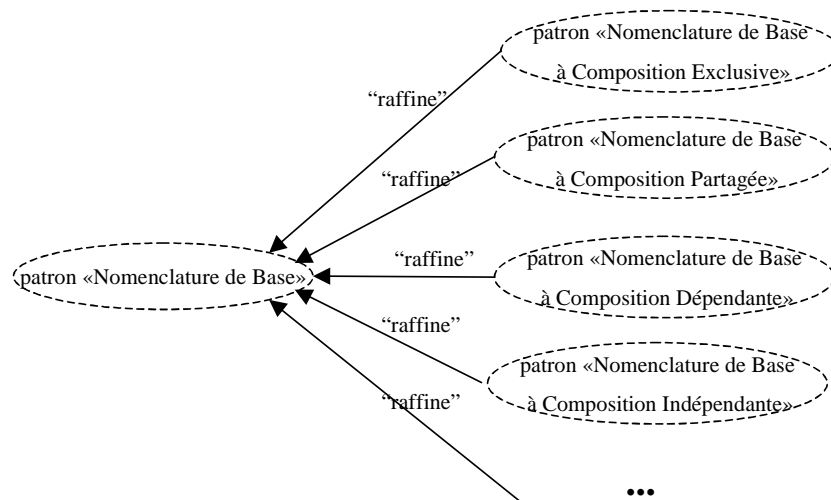 patron «Nomenclature de Base
à Composition Exclusive»
“raffine”
patron «Nomenclature de Base
à Composition Partagée»
“raffine”
patron «Nomenclature de Base»
“raffine”
patron «Nomenclature de Base
à Composition Dépendante»
“raffine”
patron «Nomenclature de Base
à Composition Indépendante»
“raffine”
...